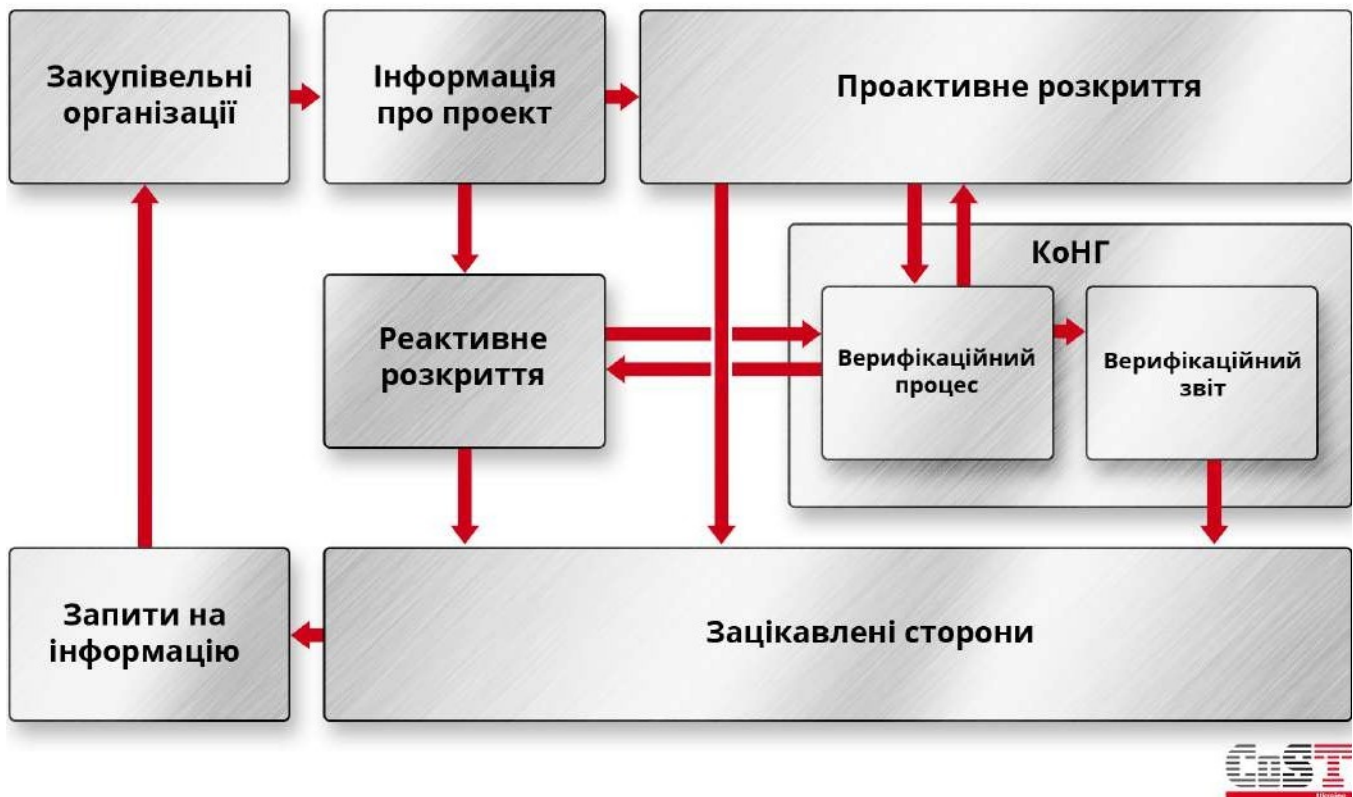 Закупівельні
організації
Інформація
про проект
Проактивне розкриття
КоНГ
Реактивне
розкриття
Верифікаційний
процес
Верифікаційний
звіт
Запити на
інформацію
Зацікавлені сторони
CoST
Ukraine